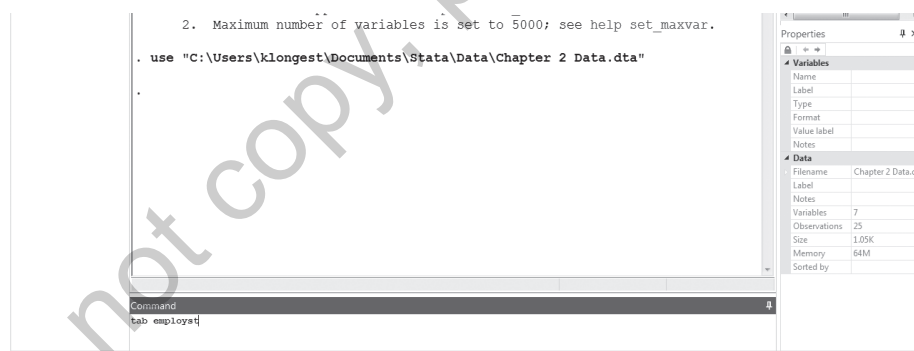 2. Maximum number of variables is set to 5000; see help set_maxvar.
. use "C:\Users\klongest\Documents\Stata\Data\Chapter 2 Data.dta"
.
Command
tab employst
Properties
Variables
Name
Label
Type
Format
Value label
Notes
Data
Filename Chapter 2 Data.d
Label
Notes
Variables 7
Observations 25
Size 1.05K
Memory 64M
Sorted by
not copy,